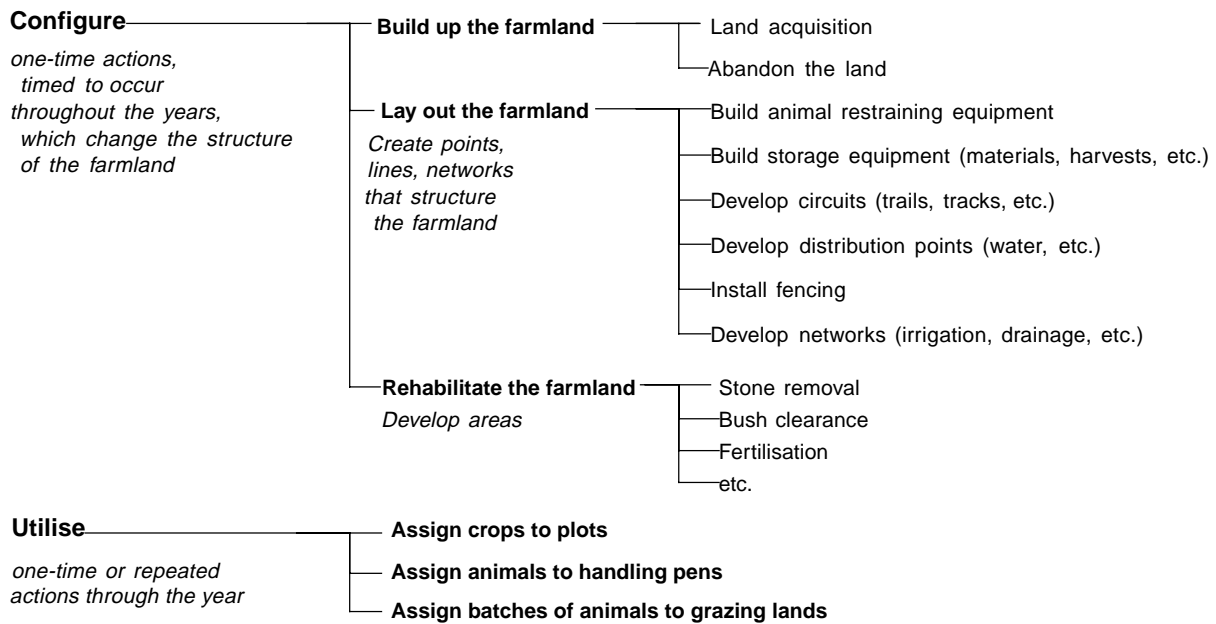 Configure
one-time actions,
timed to occur
throughout the years,
which change the structure
of the farmland
Build up the farmland
Land acquisition
Abandon the land
Lay out the farmland
Create points,
lines, networks
that structure
the farmland
Build animal restraining equipment
Build storage equipment (materials, harvests, etc.)
Develop circuits (trails, tracks, etc.)
Develop distribution points (water, etc.)
Install fencing
Develop networks (irrigation, drainage, etc.)
Rehabilitate the farmland
Develop areas
Stone removal
Bush clearance
Fertilisation
etc.
Utilise
one-time or repeated
actions through the year
Assign crops to plots
Assign animals to handling pens
Assign batches of animals to grazing lands